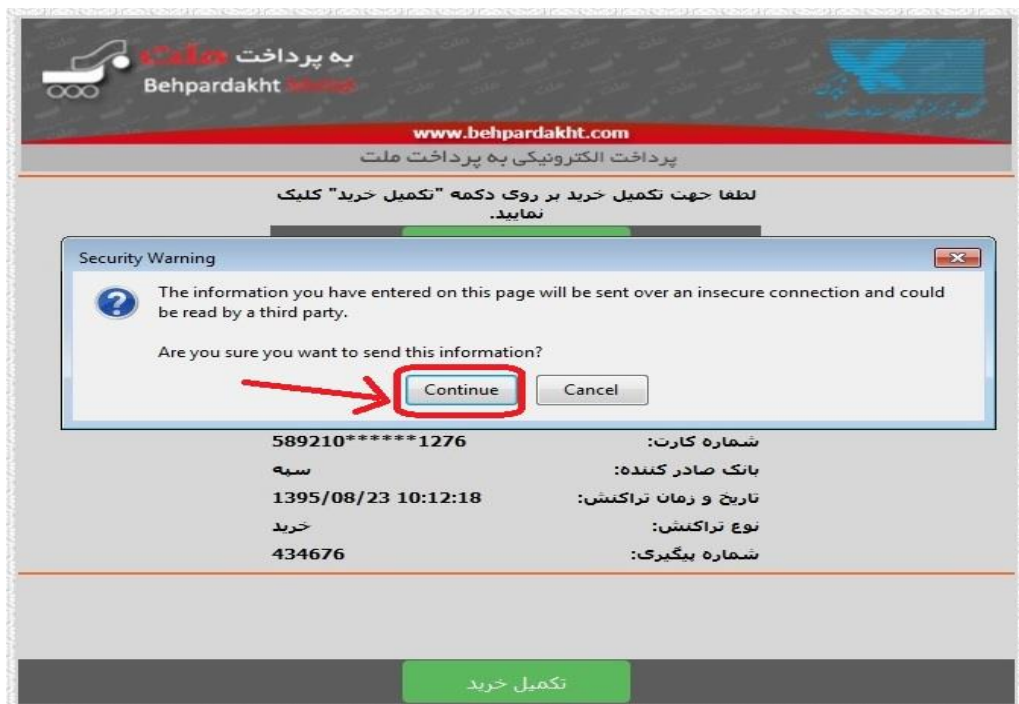 به پرداخت ملت
Behpardakht
www.behpardakht.com
پرداخت الکترونیکی به پرداخت ملت
لطفا جهت تکمیل خرید بر روی دکمه "تکمیل خرید" کلیک
نمایید.
Security Warning
The information you have entered on this page will be sent over an insecure connection and could
be read by a third party.
Are you sure you want to send this information?
Continue Cancel
شماره کارت: 589210******1276
بانک صادر کننده: سپه
تاریخ و زمان تراکنش: 1395/08/23 10:12:18
نوع تراکنش: خرید
شماره پیگیری: 434676
تکمیل خرید